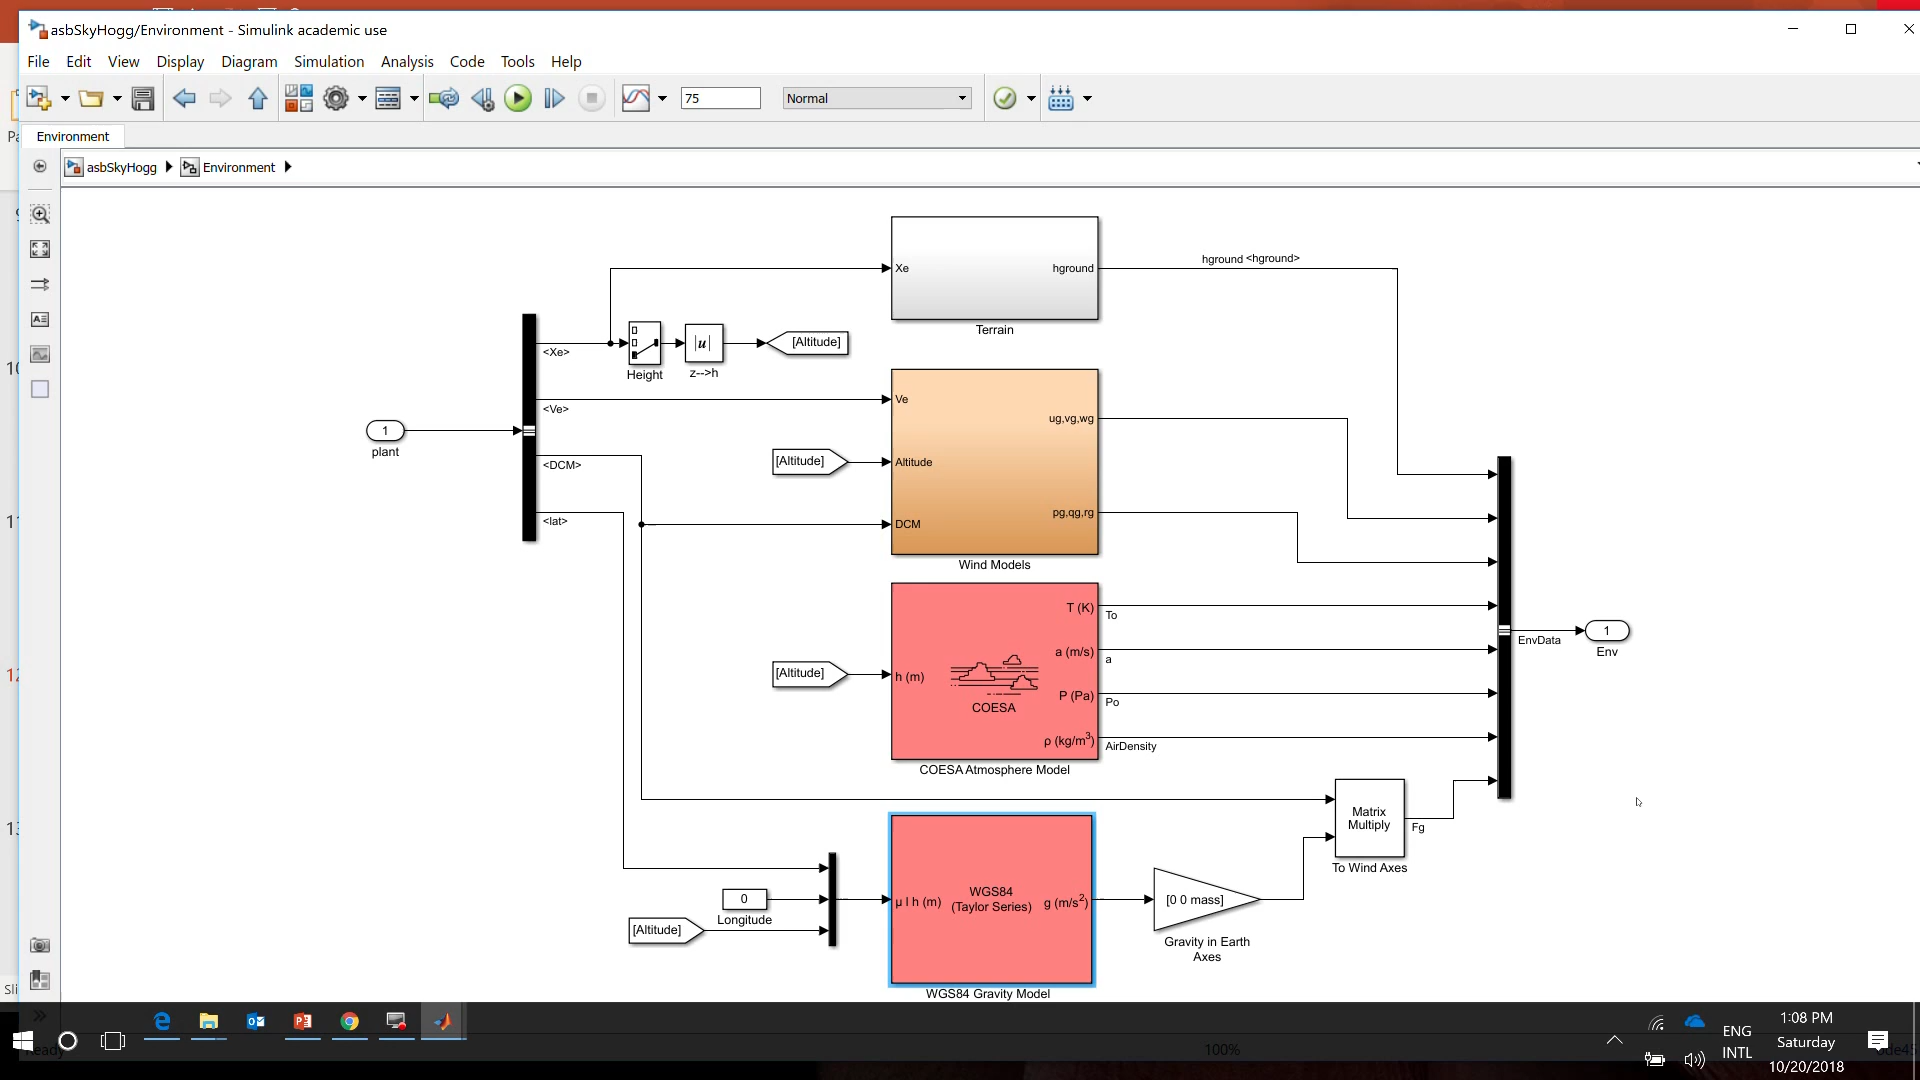 asbSkyHogg/Environment - Simulink academic use
File Edit View Display Diagram Simulation Analysis Code Tools Help
75 Normal
Environment
asbSkyHogg Environment
hground <hground>
Xe hground
Terrain
<Xe>
|u|
[Altitude]
Height
z-->h
<Ve>
Ve
ug,vg,wg
1
plant
<DCM>
[Altitude]
Altitude
pg,qg,rg
<lat>
DCM
Wind Models
T (K)
To
a (m/s)
a
[Altitude]
h (m)
COESA
P (Pa)
Po
ρ (kg/m3)
AirDensity
COESA Atmosphere Model
EnvData
1
Env
Matrix
Multiply
Fg
To Wind Axes
0
Longitude
[Altitude]
μ l h (m)
WGS84
(Taylor Series)
g (m/s2)
[0 0 mass]
Gravity in Earth
Axes
WGS84 Gravity Model
Ready
100%
ENG
INTL
1:08 PM
Saturday
10/20/2018